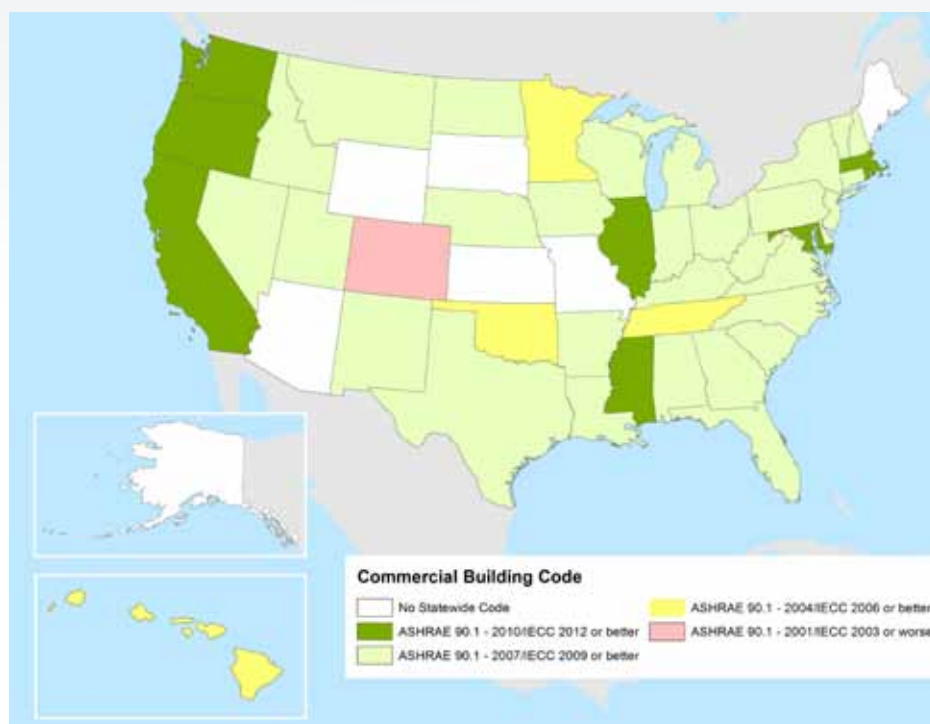 Commercial Building Code
No Statewide Code
ASHRAE 90.1 - 2010/IECC 2012 or better
ASHRAE 90.1 - 2007/IECC 2009 or better
ASHRAE 90.1 - 2004/IECC 2006 or better
ASHRAE 90.1 - 2001/IECC 2003 or worse